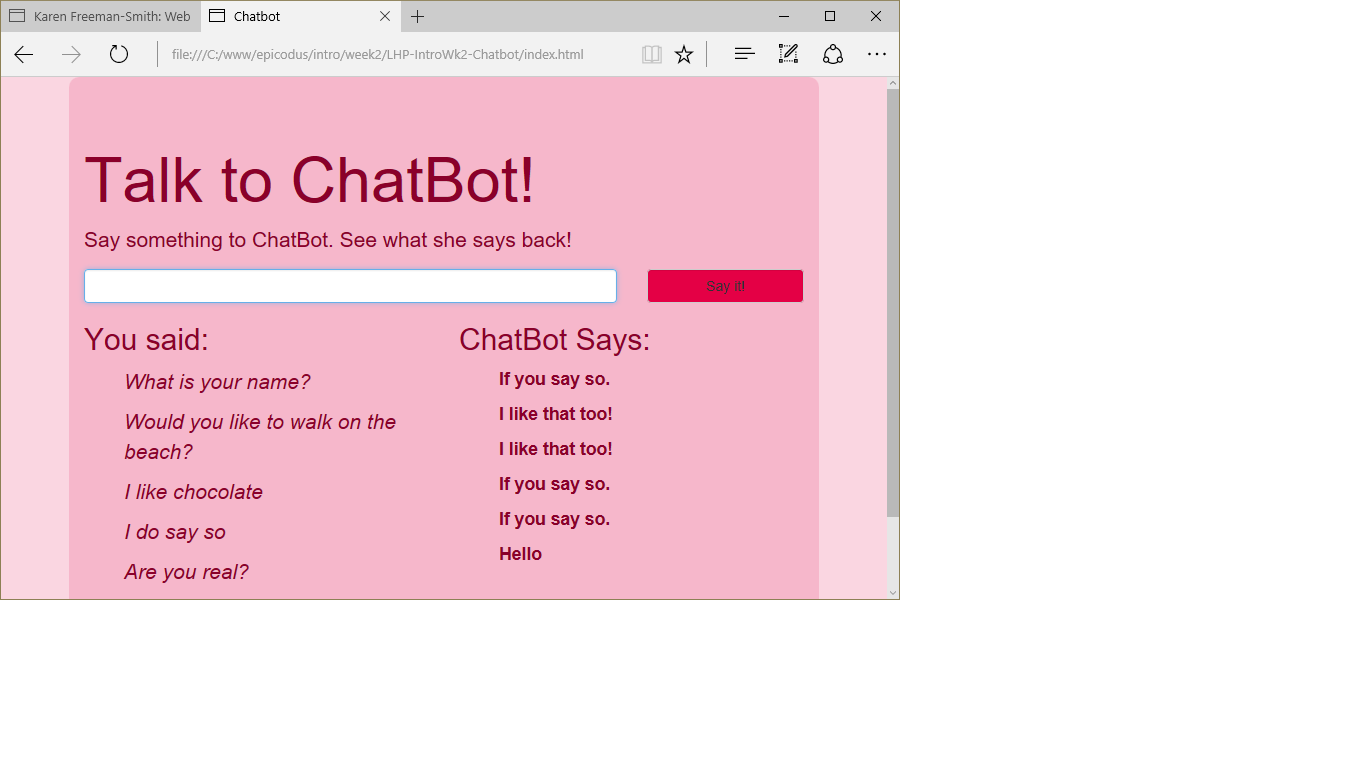 Karen Freeman-Smith: Web
Chatbot
file:///C:/www/epicodus/intro/week2/LHP-IntroWk2-Chatbot/index.html
Talk to ChatBot!
Say something to ChatBot. See what she says back!
Say it!
You said:
What is your name?
Would you like to walk on the
beach?
I like chocolate
I do say so
Are you real?
ChatBot Says:
If you say so.
I like that too!
I like that too!
If you say so.
If you say so.
Hello